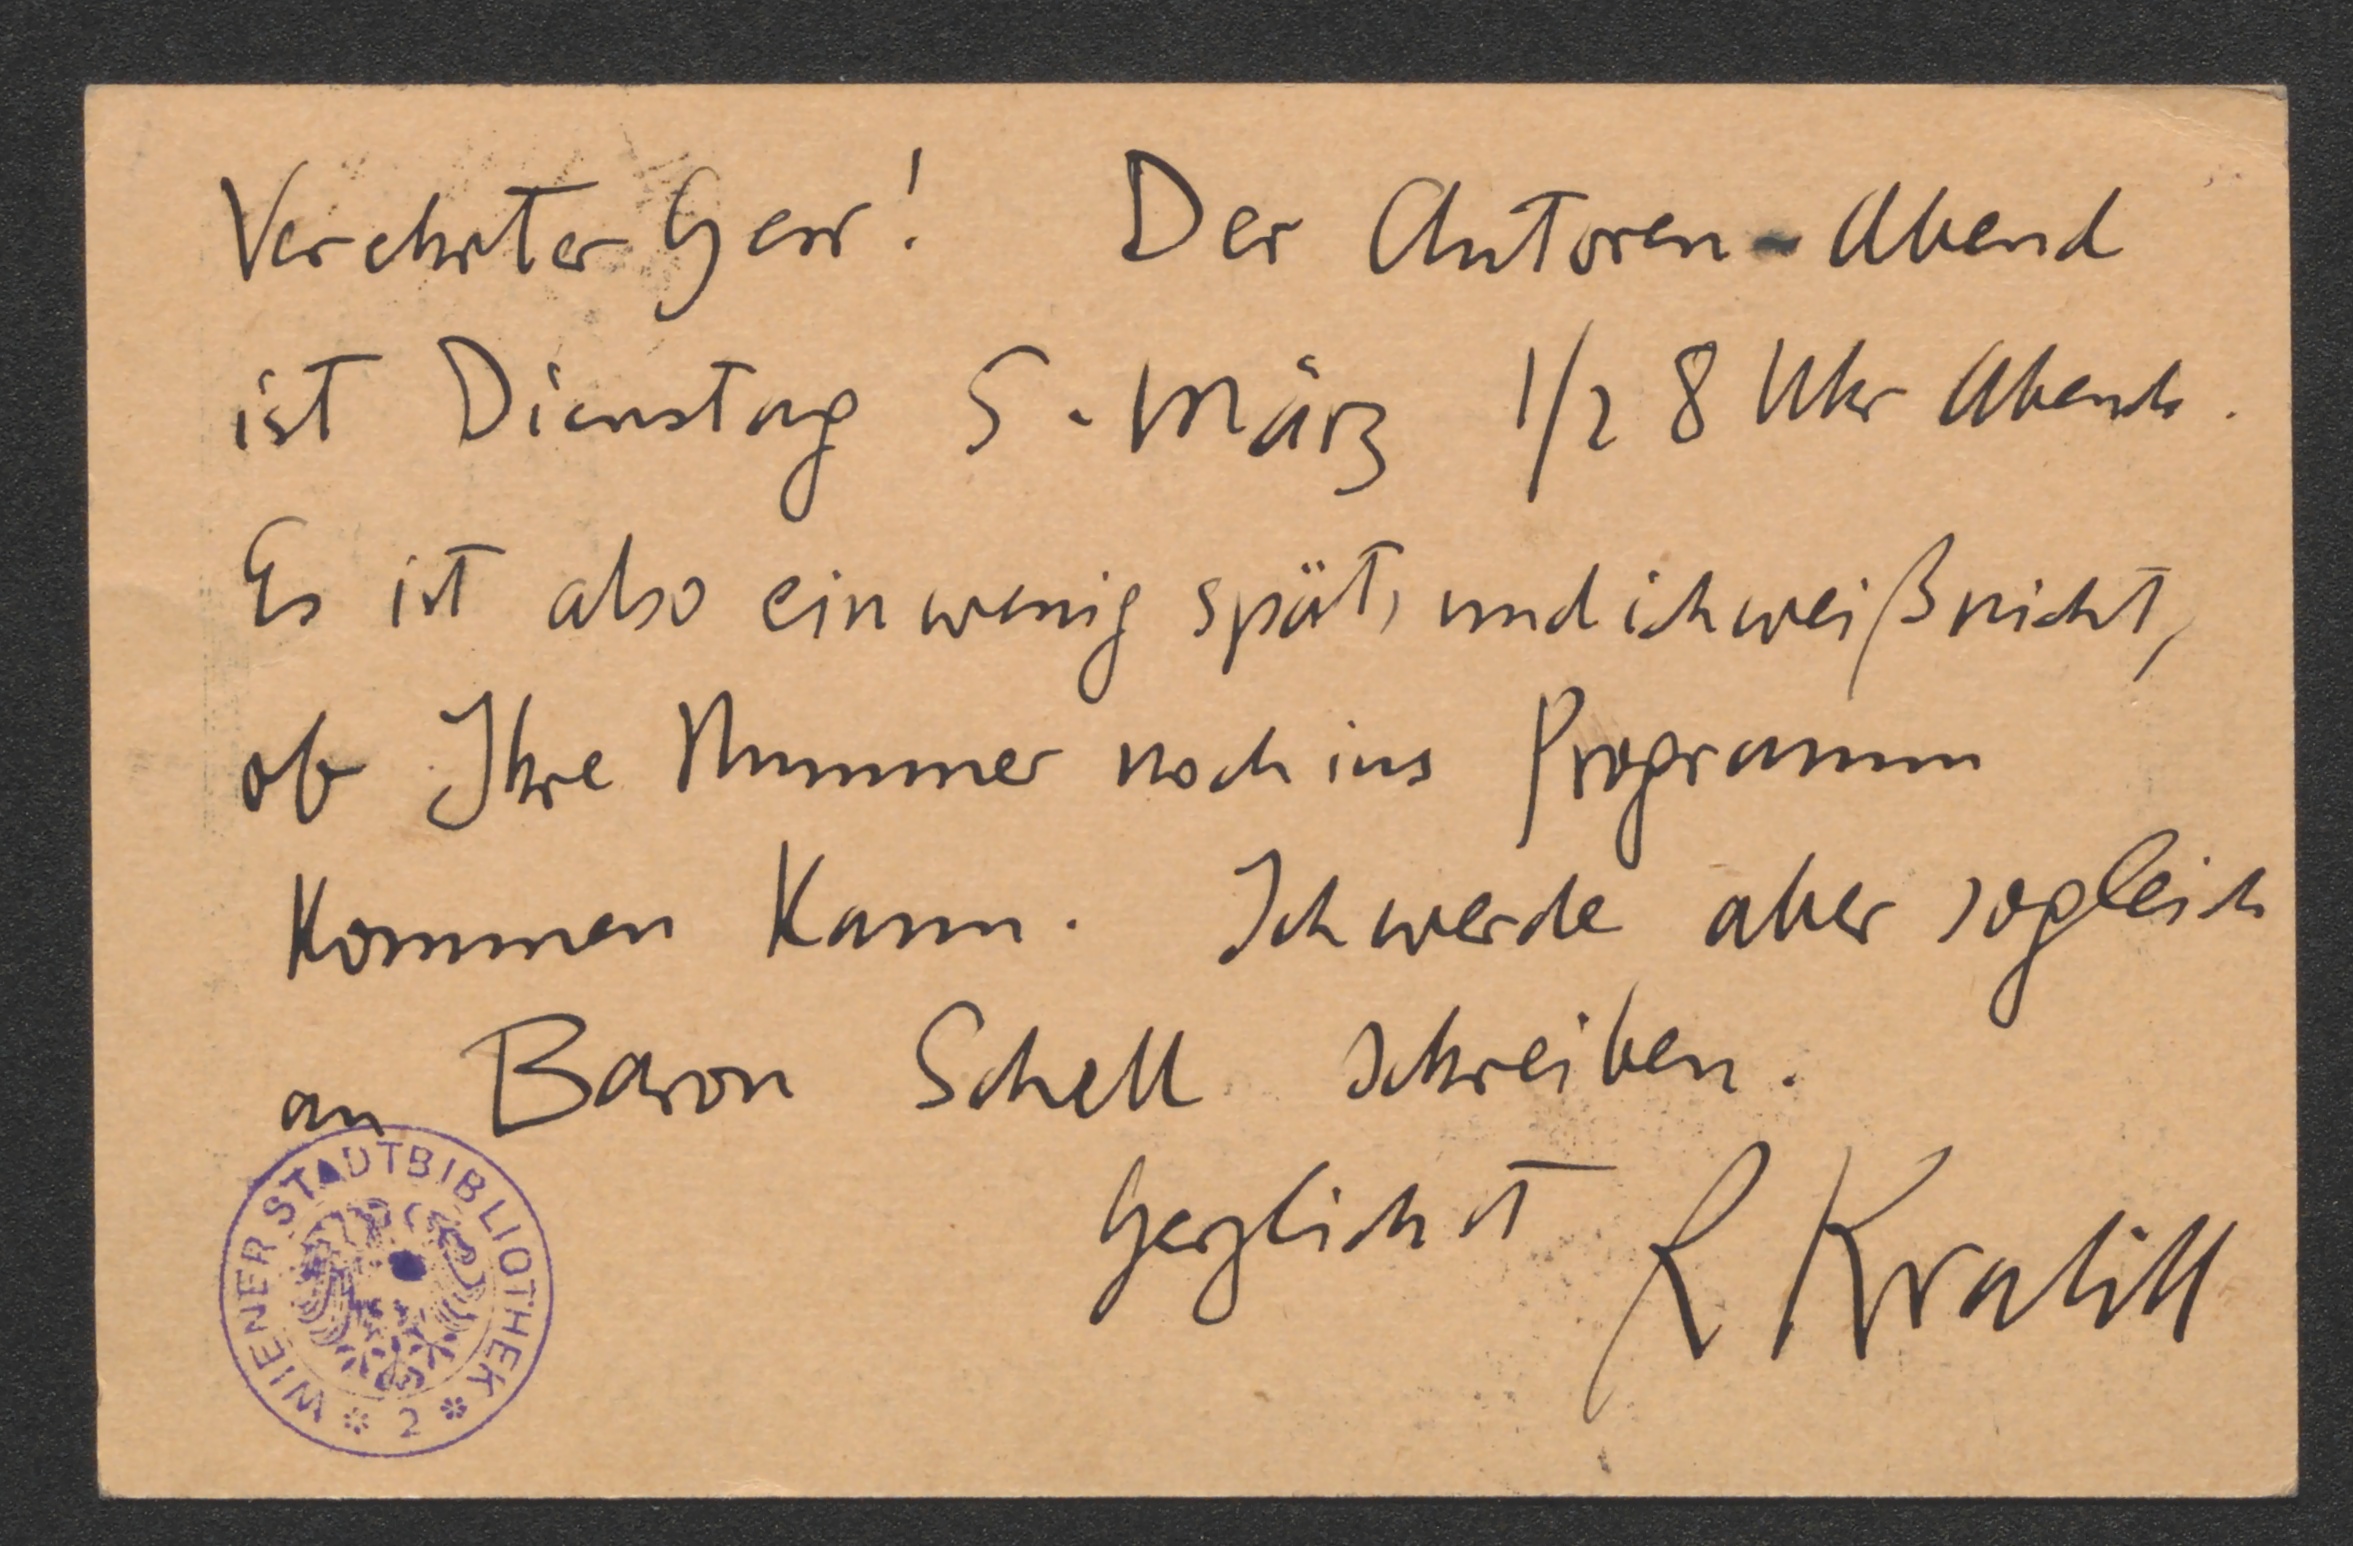 Verehrter Herr! Der Autoren-Abend
ist Dienstag 5. März 1/2 8 Uhr Abends.
Es ist also ein wenig spät, und ich weiß nicht,
ob Ihre Nummer noch ins Programm
Kommen Kann. Ich werde aber sogleich
an Baron Schell schreiben.
Herzlichst R Kralik
WIENER STADTBIBLIOTHEK * 2 *